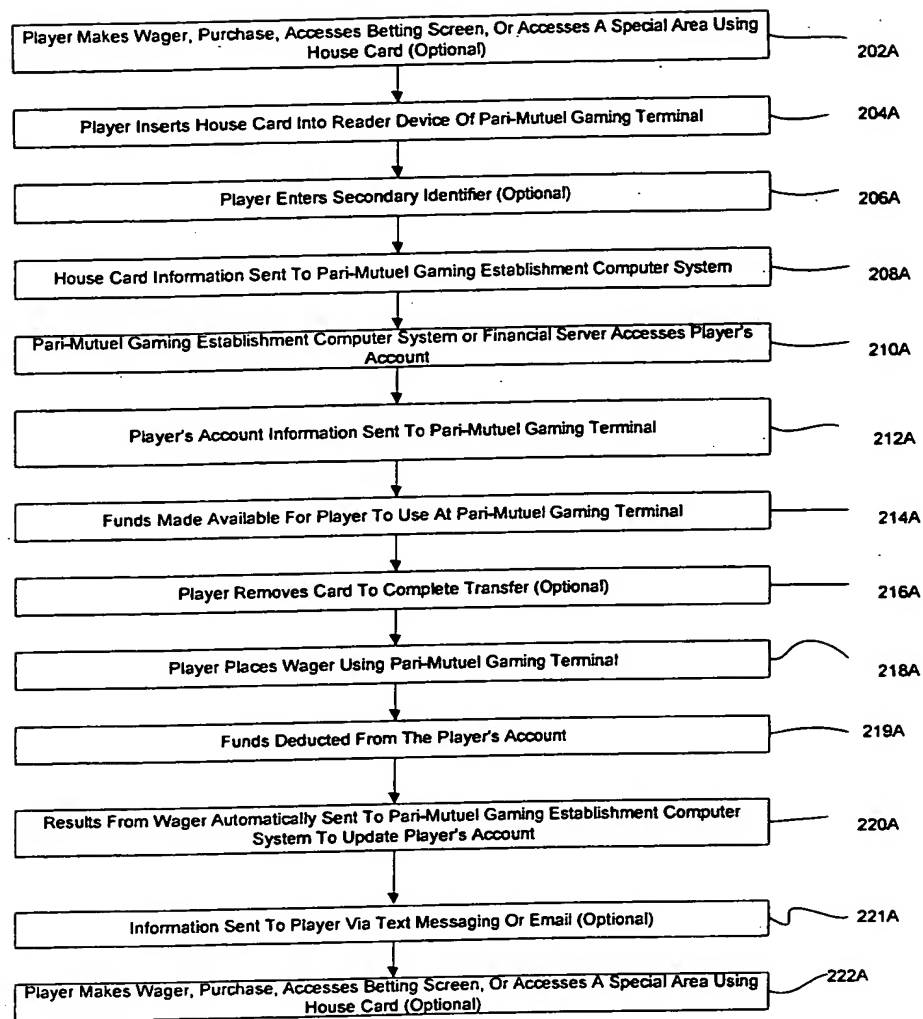 Player Makes Wager, Purchase, Accesses Betting Screen, Or Accesses A Special Area Using
House Card (Optional)
202A
Player Inserts House Card Into Reader Device Of Pari-Mutuel Gaming Terminal
204A
Player Enters Secondary Identifier (Optional)
206A
House Card Information Sent To Pari-Mutuel Gaming Establishment Computer System
208A
Pari-Mutuel Gaming Establishment Computer System or Financial Server Accesses Player's
Account
210A
Player's Account Information Sent To Pari-Mutuel Gaming Terminal
212A
Funds Made Available For Player To Use At Pari-Mutuel Gaming Terminal
214A
Player Removes Card To Complete Transfer (Optional)
216A
Player Places Wager Using Pari-Mutuel Gaming Terminal
218A
Funds Deducted From The Player's Account
219A
Results From Wager Automatically Sent To Pari-Mutuel Gaming Establishment Computer
System To Update Player's Account
220A
Information Sent To Player Via Text Messaging Or Email (Optional)
221A
Player Makes Wager, Purchase, Accesses Betting Screen, Or Accesses A Special Area Using
House Card (Optional)
222A